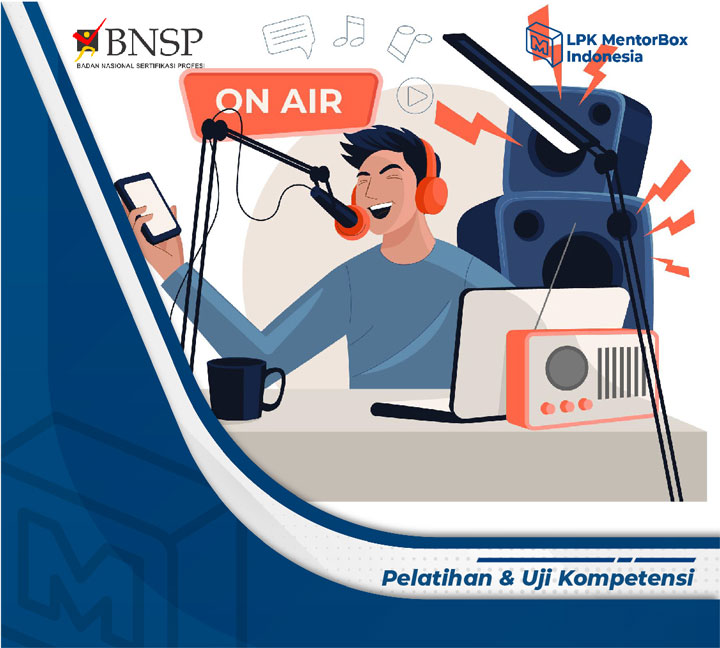 BNSP
BADAN NASIONAL SERTIFIKASI PROFESI
LPK MentorBox
Indonesia
ON AIR
Pelatihan & Uji Kompetensi